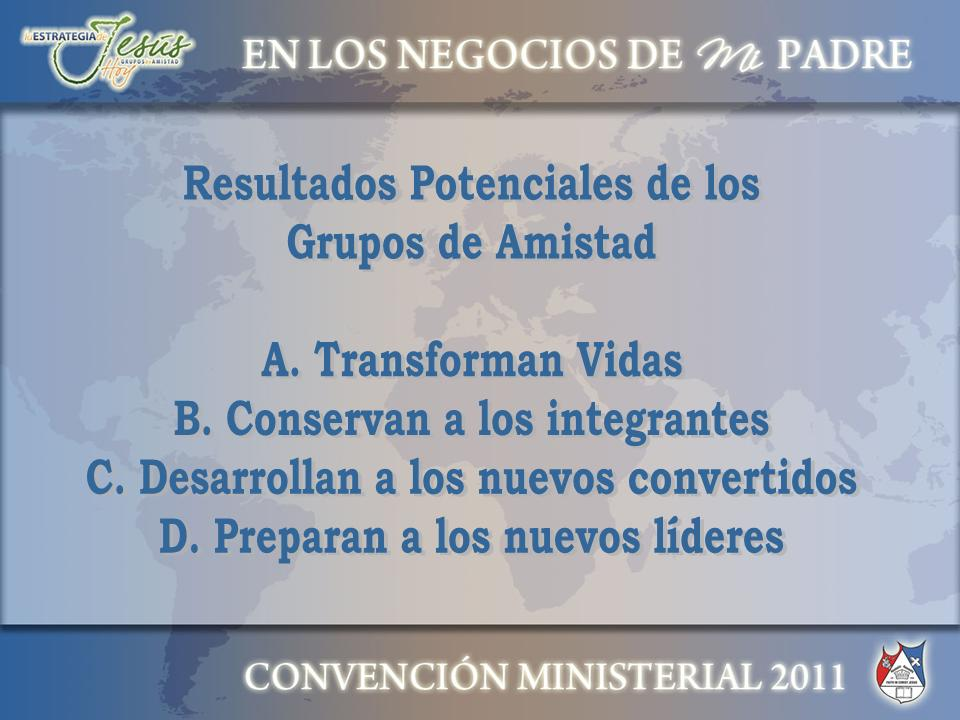 la ESTRATEGIA de
Jesús
GRUPOS de AMISTAD
Hoy
EN LOS NEGOCIOS DE Mi PADRE
Resultados Potenciales de los
Grupos de Amistad
A. Transforman Vidas
B. Conservan a los integrantes
C. Desarrollan a los nuevos convertidos
D. Preparan a los nuevos líderes
CONVENCIÓN MINISTERIAL 2011